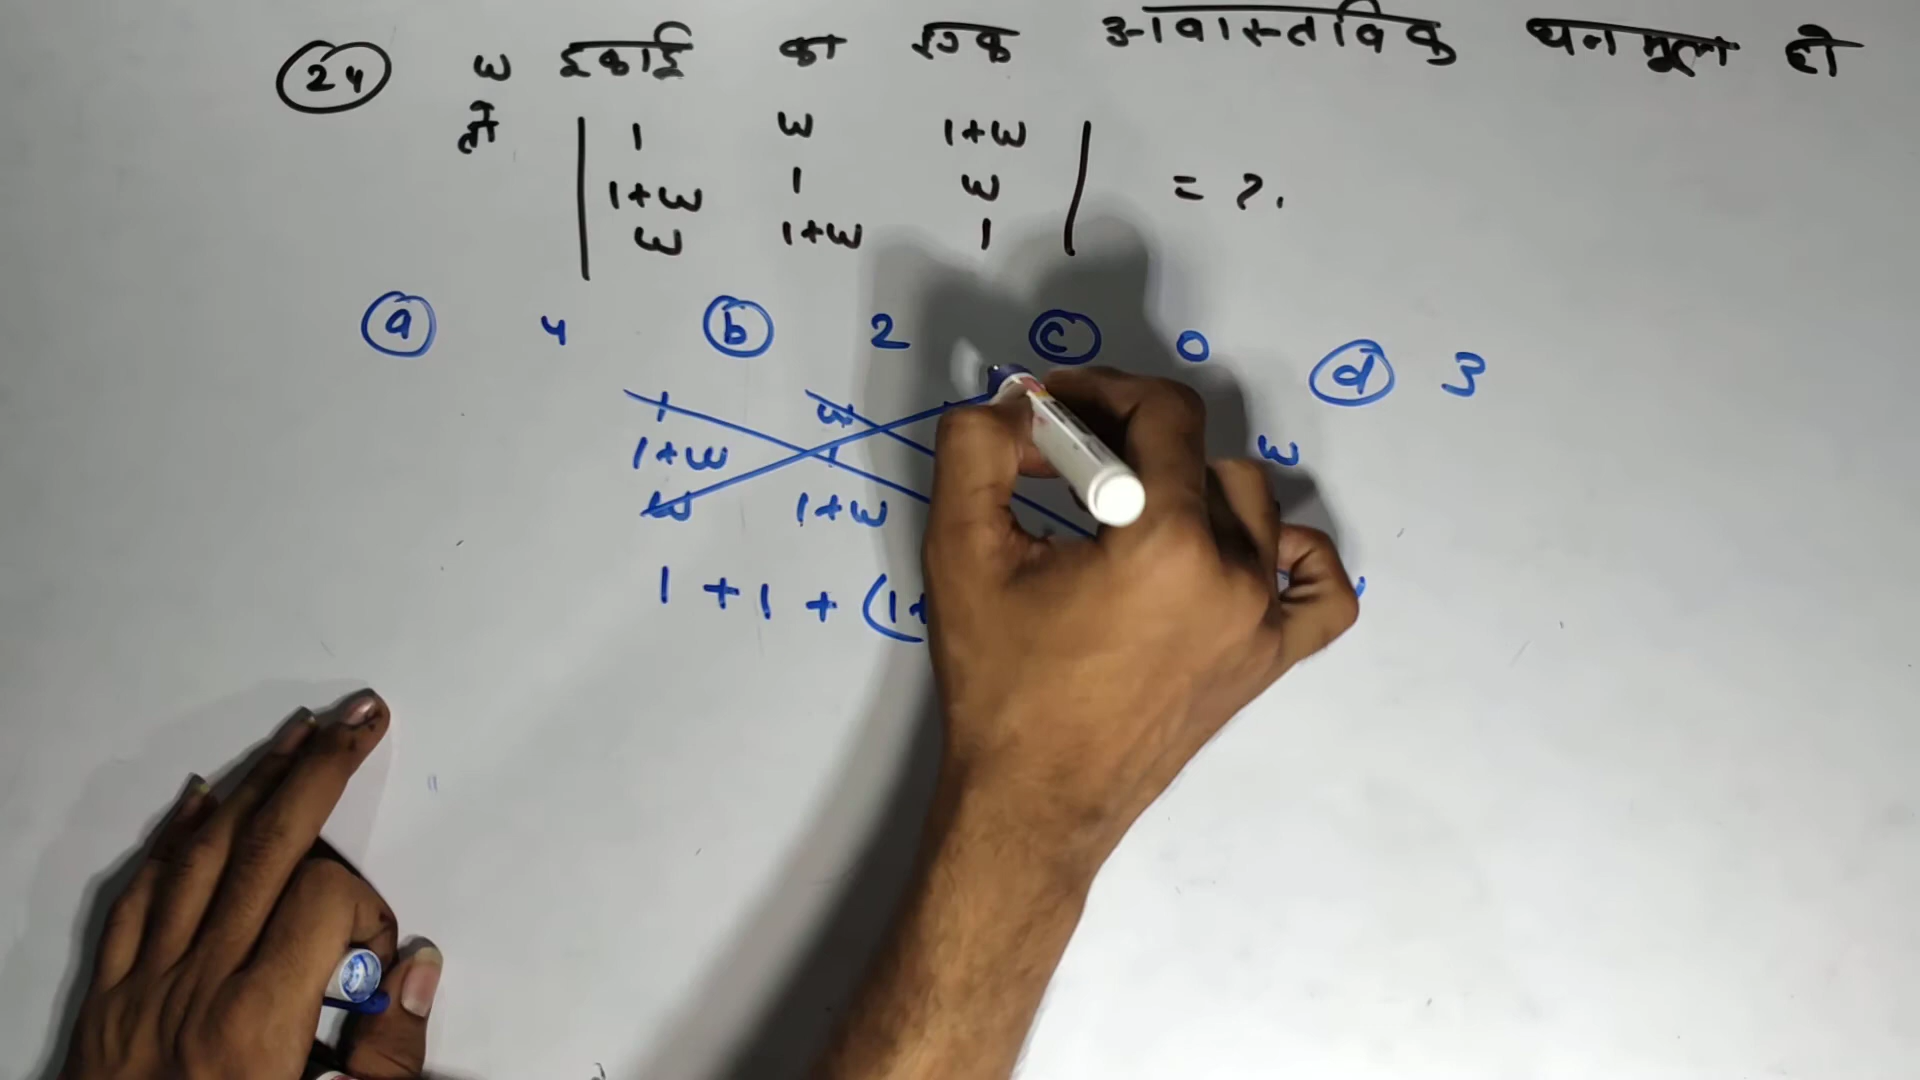 24 ω इकाई का एक अवास्तविक घनमूल हो
तो | 1 ω 1+ω |
| 1+ω 1 ω | = ?.
| ω 1+ω 1 |
a 4 b 2 c 0 d 3
1 ω
1+ω 1 ω
ω 1+ω
1 + 1 + (1+